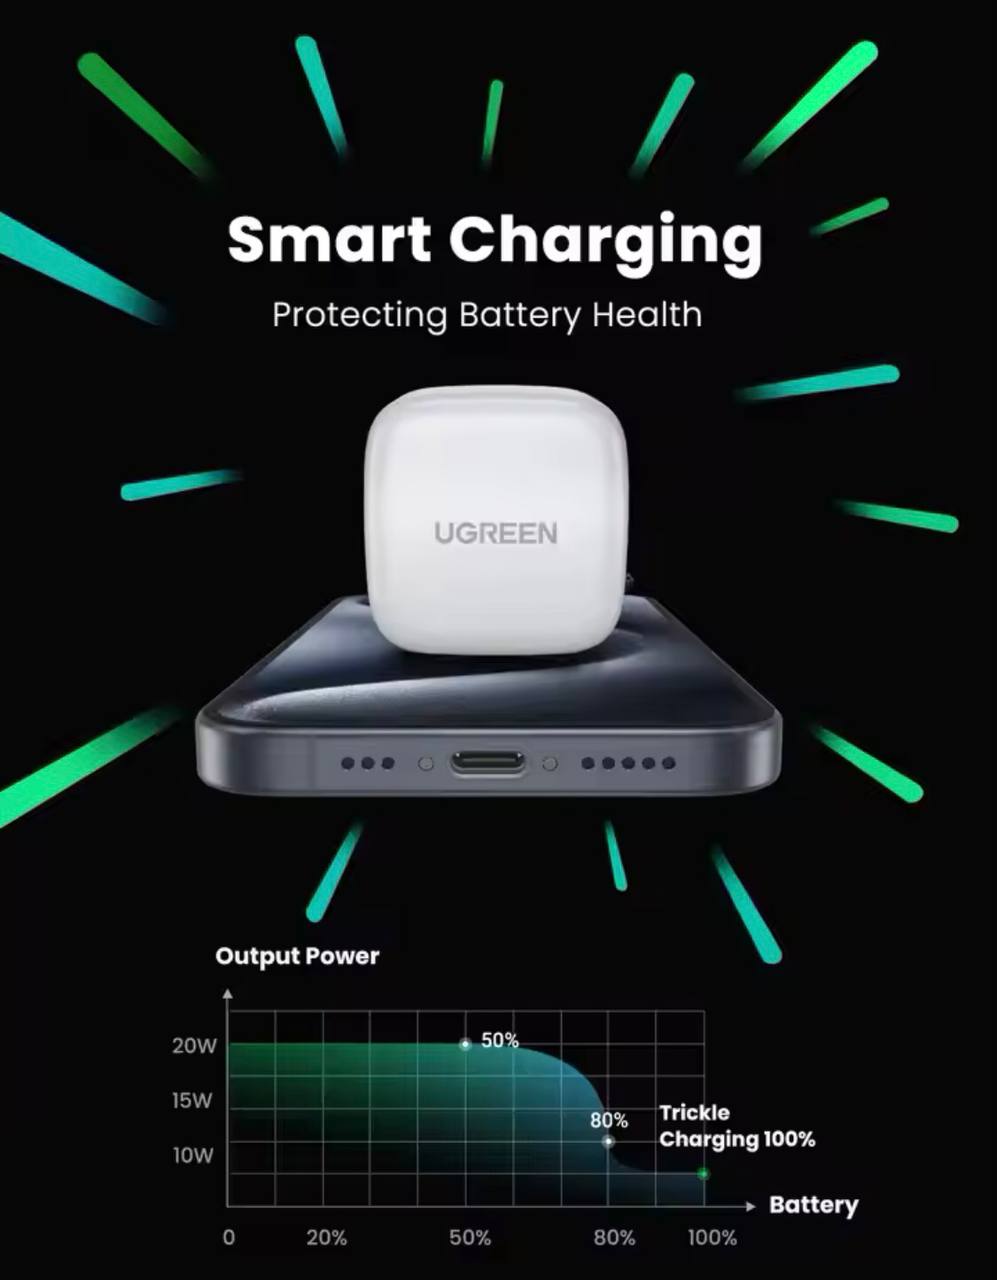 Smart Charging
Protecting Battery Health
UGREEN
Output Power
20W
50%
15W
80%
Trickle
Charging 100%
10W
Battery
0 20% 50% 80% 100%